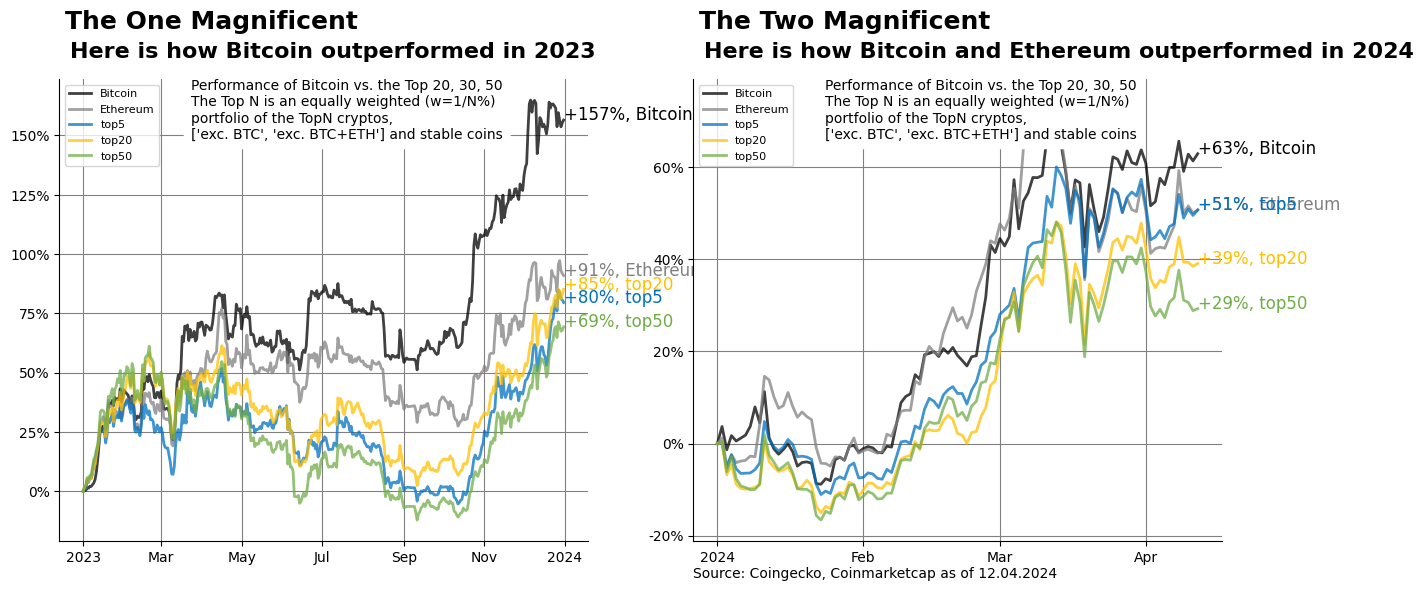 The One Magnificent
Here is how Bitcoin outperformed in 2023
Bitcoin
Ethereum
top5
top20
top50
Performance of Bitcoin vs. the Top 20, 30, 50
The Top N is an equally weighted (w=1/N%)
portfolio of the TopN cryptos,
['exc. BTC', 'exc. BTC+ETH'] and stable coins
150%
125%
100%
75%
50%
25%
0%
+157%, Bitcoin
+91%, Ethereum
+85%, top20
+80%, top5
+69%, top50
2023
Mar
May
Jul
Sep
Nov
2024
The Two Magnificent
Here is how Bitcoin and Ethereum outperformed in 2024
Bitcoin
Ethereum
top5
top20
top50
Performance of Bitcoin vs. the Top 20, 30, 50
The Top N is an equally weighted (w=1/N%)
portfolio of the TopN cryptos,
['exc. BTC', 'exc. BTC+ETH'] and stable coins
60%
40%
20%
0%
-20%
+63%, Bitcoin
+51%, top5
Ethereum
+39%, top20
+29%, top50
2024
Feb
Mar
Apr
Source: Coingecko, Coinmarketcap as of 12.04.2024